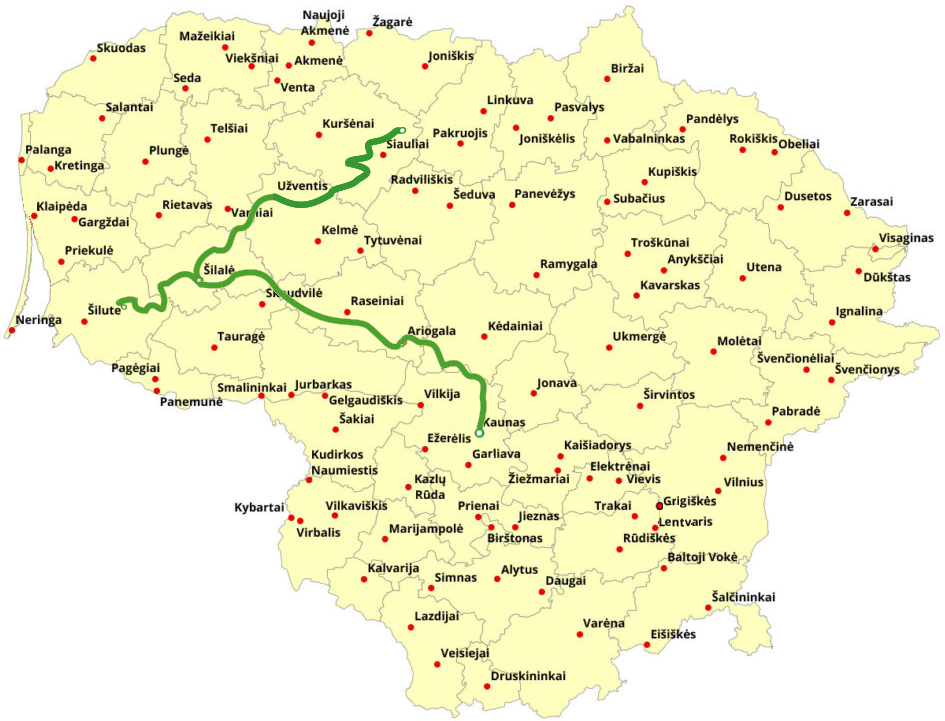 Naujoji
Akmenė
Žagarė
Mažeikiai
Skuodas
Viekšniai
Akmenė
Joniškis
Biržai
Seda
Venta
Salantai
Linkuva
Pasvalys
Pandėlys
Kuršėnai
Telšiai
Pakruojis
Joniškėlis
Vabalninkas
Rokiškis
Obeliai
Palanga
Kretinga
Plungė
Šiauliai
Kupiškis
Užventis
Radviliškis
Šeduva
Panevėžys
Subačius
Dusetos
Zarasai
Klaipėda
Gargždai
Rietavas
Varniai
Kelmė
Tytuvėnai
Troškūnai
Visaginas
Priekulė
Šilalė
Ramygala
Anykščiai
Utena
Dūkštas
Kavarskas
Skaudvilė
Raseiniai
Šilutė
Neringa
Ignalina
Ariogala
Kėdainiai
Tauragė
Ukmergė
Molėtai
Švenčionėliai
Švenčionys
Pagėgiai
Panemunė
Smalininkai
Jurbarkas
Gelgaudiškis
Vilkija
Jonava
Širvintos
Šakiai
Kaunas
Pabradė
Ežerėlis
Garliava
Kaišiadorys
Nemenčinė
Kudirkos
Naumiestis
Elektrėnai
Žiežmariai
Vievis
Kazlų
Rūda
Vilnius
Kybartai
Virbalis
Vilkaviškis
Prienai
Jieznas
Trakai
Grigiškės
Lentvaris
Marijampolė
Birštonas
Rūdiškės
Baltoji Vokė
Kalvarija
Simnas
Alytus
Daugai
Šalčininkai
Lazdijai
Varėna
Eišiškės
Veisiejai
Druskininkai